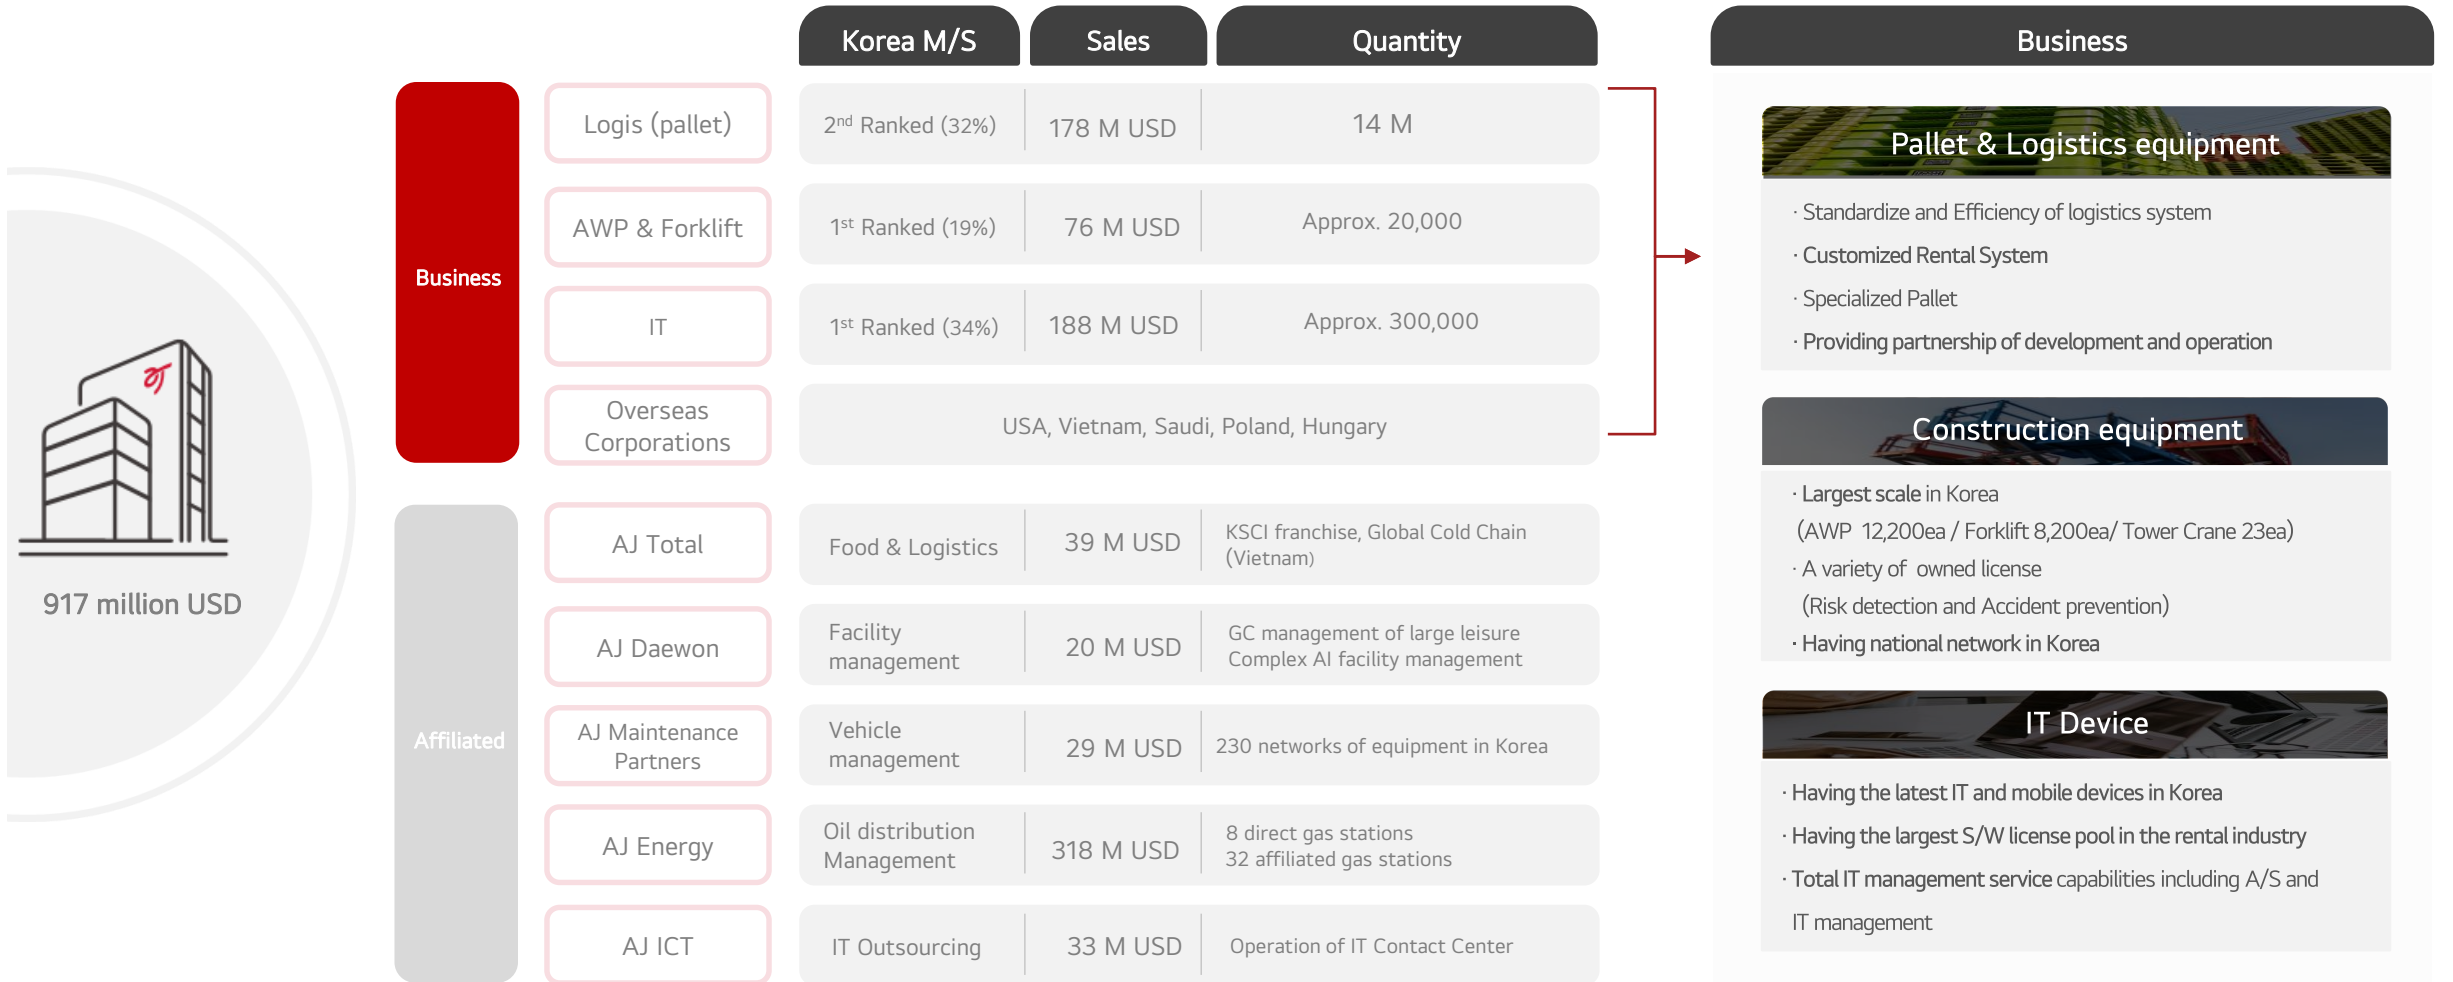 Korea M/S
Sales
Quantity
Business
917 million USD
Business
Logis (pallet)
2nd Ranked (32%)
178 M USD
14 M
AWP & Forklift
1st Ranked (19%)
76 M USD
Approx. 20,000
IT
1st Ranked (34%)
188 M USD
Approx. 300,000
Overseas
Corporations
USA, Vietnam, Saudi, Poland, Hungary
Affiliated
AJ Total
Food & Logistics
39 M USD
KSCI franchise, Global Cold Chain
(Vietnam)
AJ Daewon
Facility
management
20 M USD
GC management of large leisure
Complex AI facility management
AJ Maintenance
Partners
Vehicle
management
29 M USD
230 networks of equipment in Korea
AJ Energy
Oil distribution
Management
318 M USD
8 direct gas stations
32 affiliated gas stations
AJ ICT
IT Outsourcing
33 M USD
Operation of IT Contact Center
Pallet & Logistics equipment
· Standardize and Efficiency of logistics system
· Customized Rental System
· Specialized Pallet
· Providing partnership of development and operation
Construction equipment
· Largest scale in Korea
(AWP 12,200ea / Forklift 8,200ea/ Tower Crane 23ea)
· A variety of owned license
(Risk detection and Accident prevention)
· Having national network in Korea
IT Device
· Having the latest IT and mobile devices in Korea
· Having the largest S/W license pool in the rental industry
· Total IT management service capabilities including A/S and
IT management